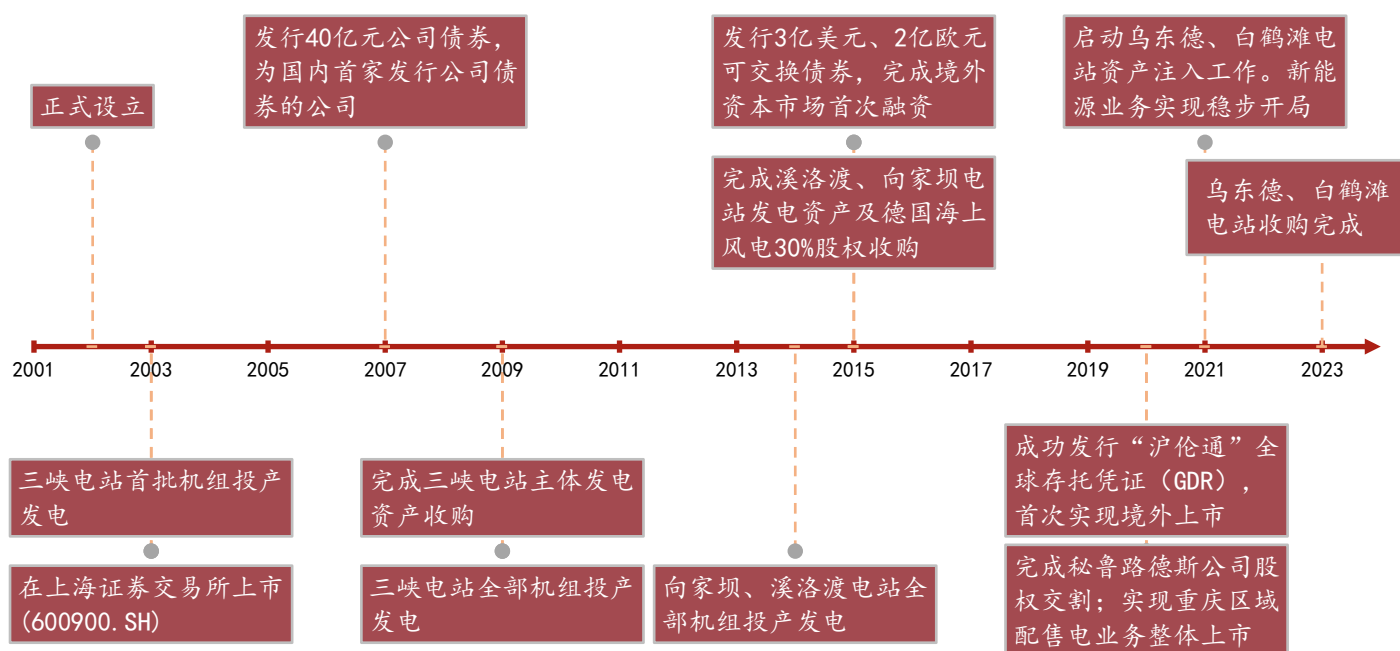 正式设立
发行40亿元公司债券，
为国内首家发行公司债
券的公司
发行3亿美元、2亿欧元
可交换债券，完成境外
资本市场首次融资
完成溪洛渡、向家坝电
站发电资产及德国海上
风电30%股权收购
启动乌东德、白鹤滩电
站资产注入工作。新能
源业务实现稳步开局
乌东德、白鹤滩
电站收购完成
2001 2003 2005 2007 2009 2011 2013 2015 2017 2019 2021 2023
三峡电站首批机组投产
发电
在上海证券交易所上市
(600900.SH)
完成三峡电站主体发电
资产收购
三峡电站全部机组投产
发电
向家坝、溪洛渡电站全
部机组投产发电
成功发行“沪伦通”全
球存托凭证（GDR），
首次实现境外上市
完成秘鲁路德斯公司股
权交割；实现重庆区域
配售电业务整体上市